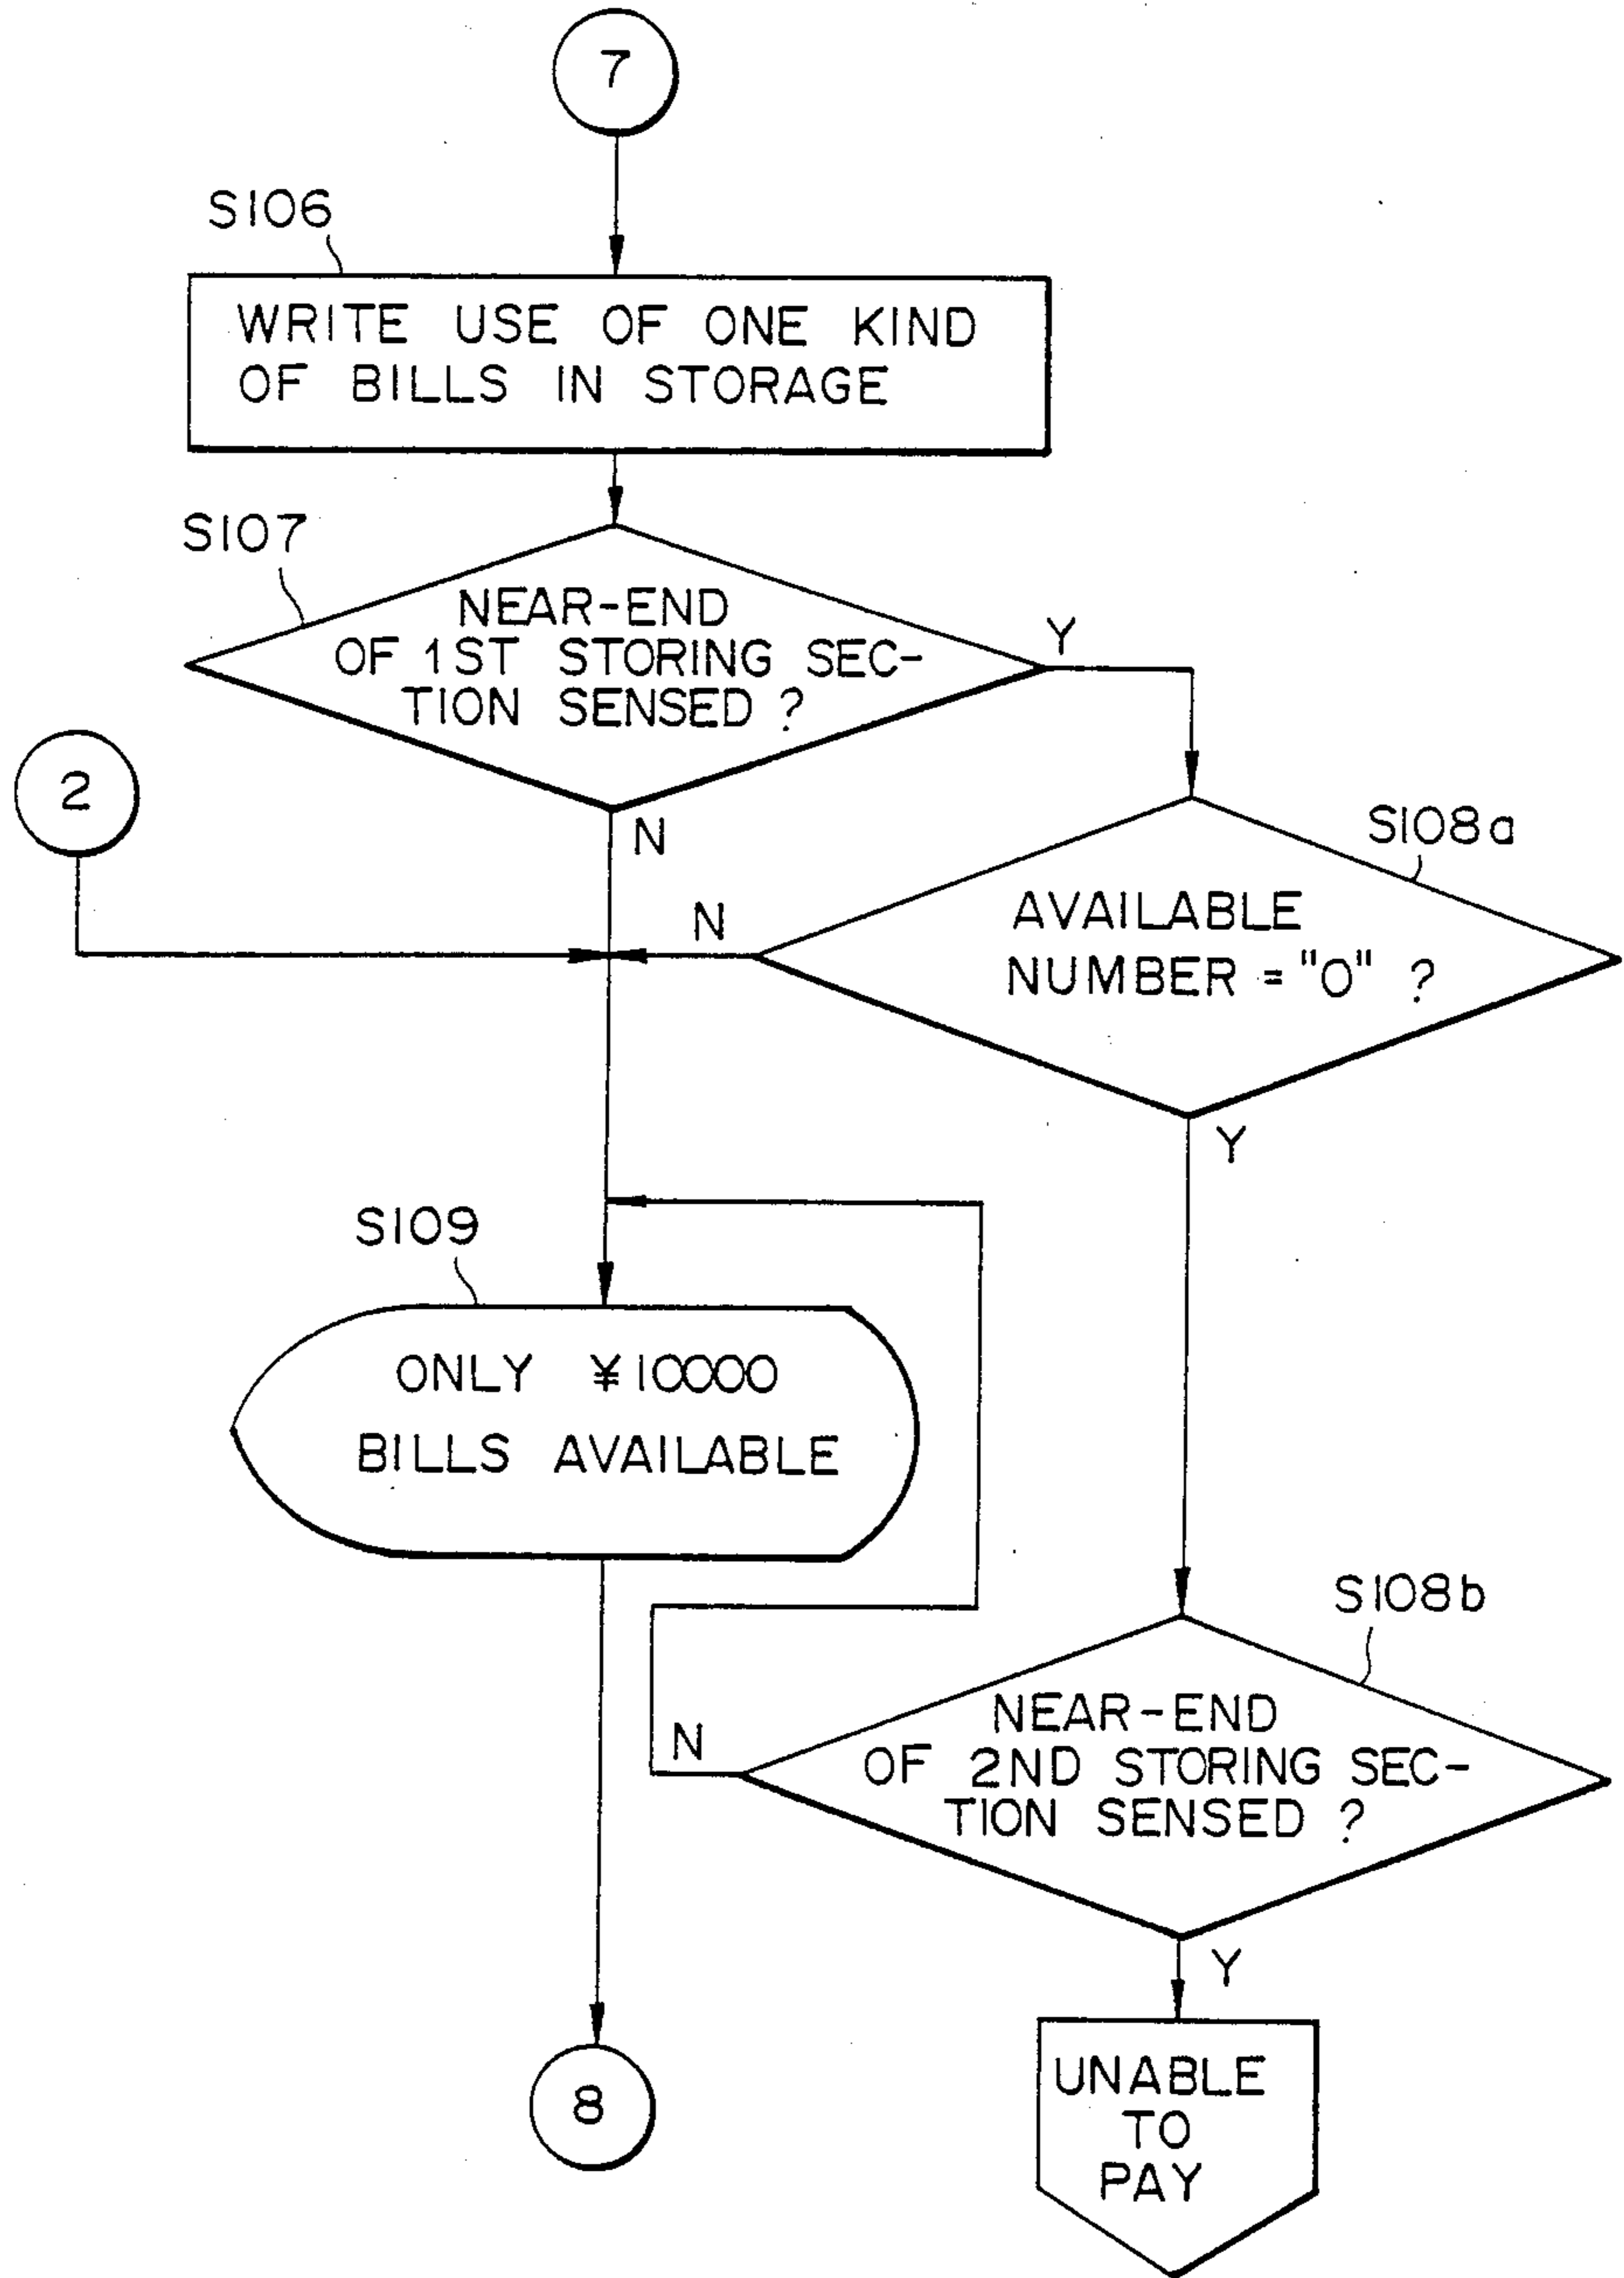 7
S106
WRITE USE OF ONE KIND
OF BILLS IN STORAGE
S107
NEAR-END
OF 1ST STORING SEC-
TION SENSED ?
Y
N
2
S108a
AVAILABLE
NUMBER = "0" ?
N
Y
S109
ONLY ¥10000
BILLS AVAILABLE
S108b
NEAR-END
OF 2ND STORING SEC-
TION SENSED ?
N
Y
8
UNABLE
TO
PAY